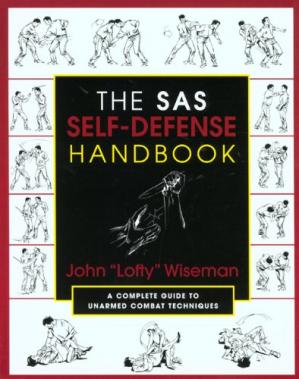 THE SAS
SELF-DEFENSE
HANDBOOK
John "Lofty" Wiseman
A COMPLETE GUIDE TO
UNARMED COMBAT TECHNIQUES